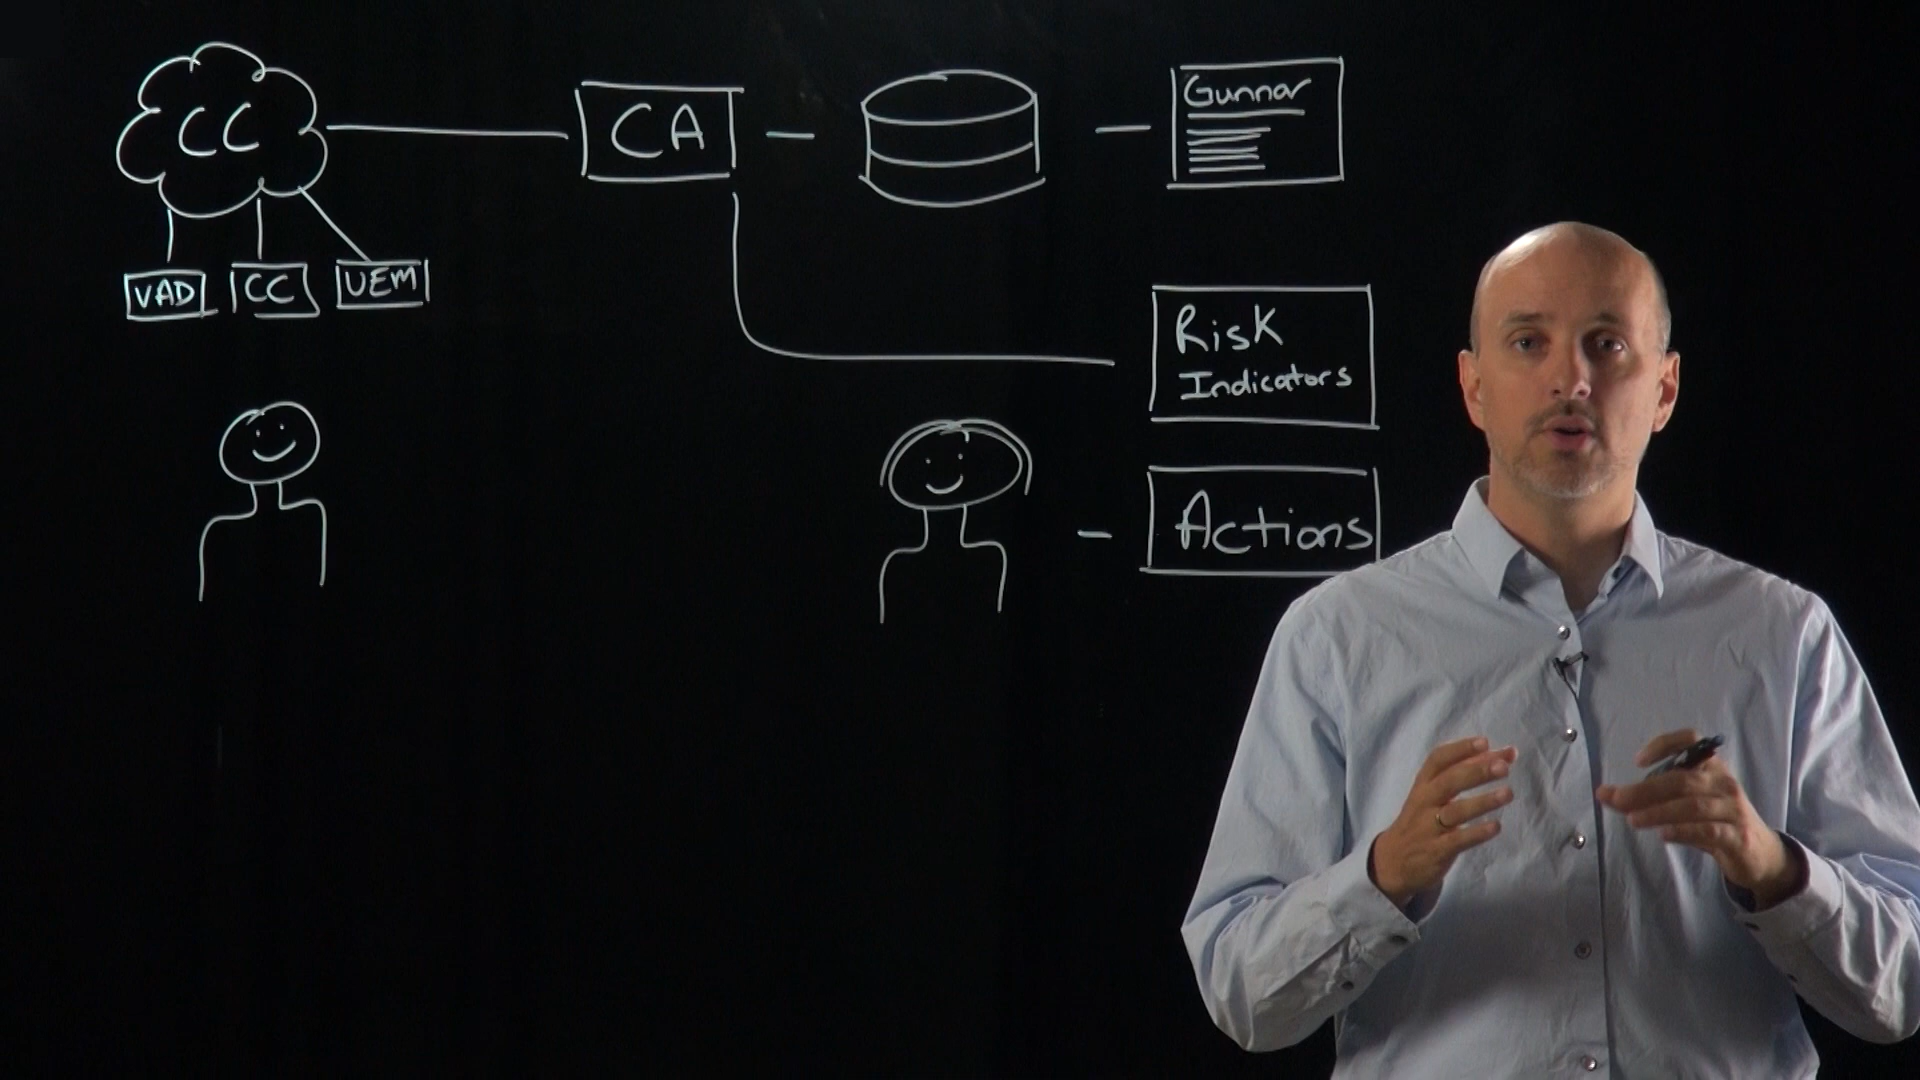 CC
CA
Gunnar
VAD
CC
UEM
Risk
Indicators
Actions